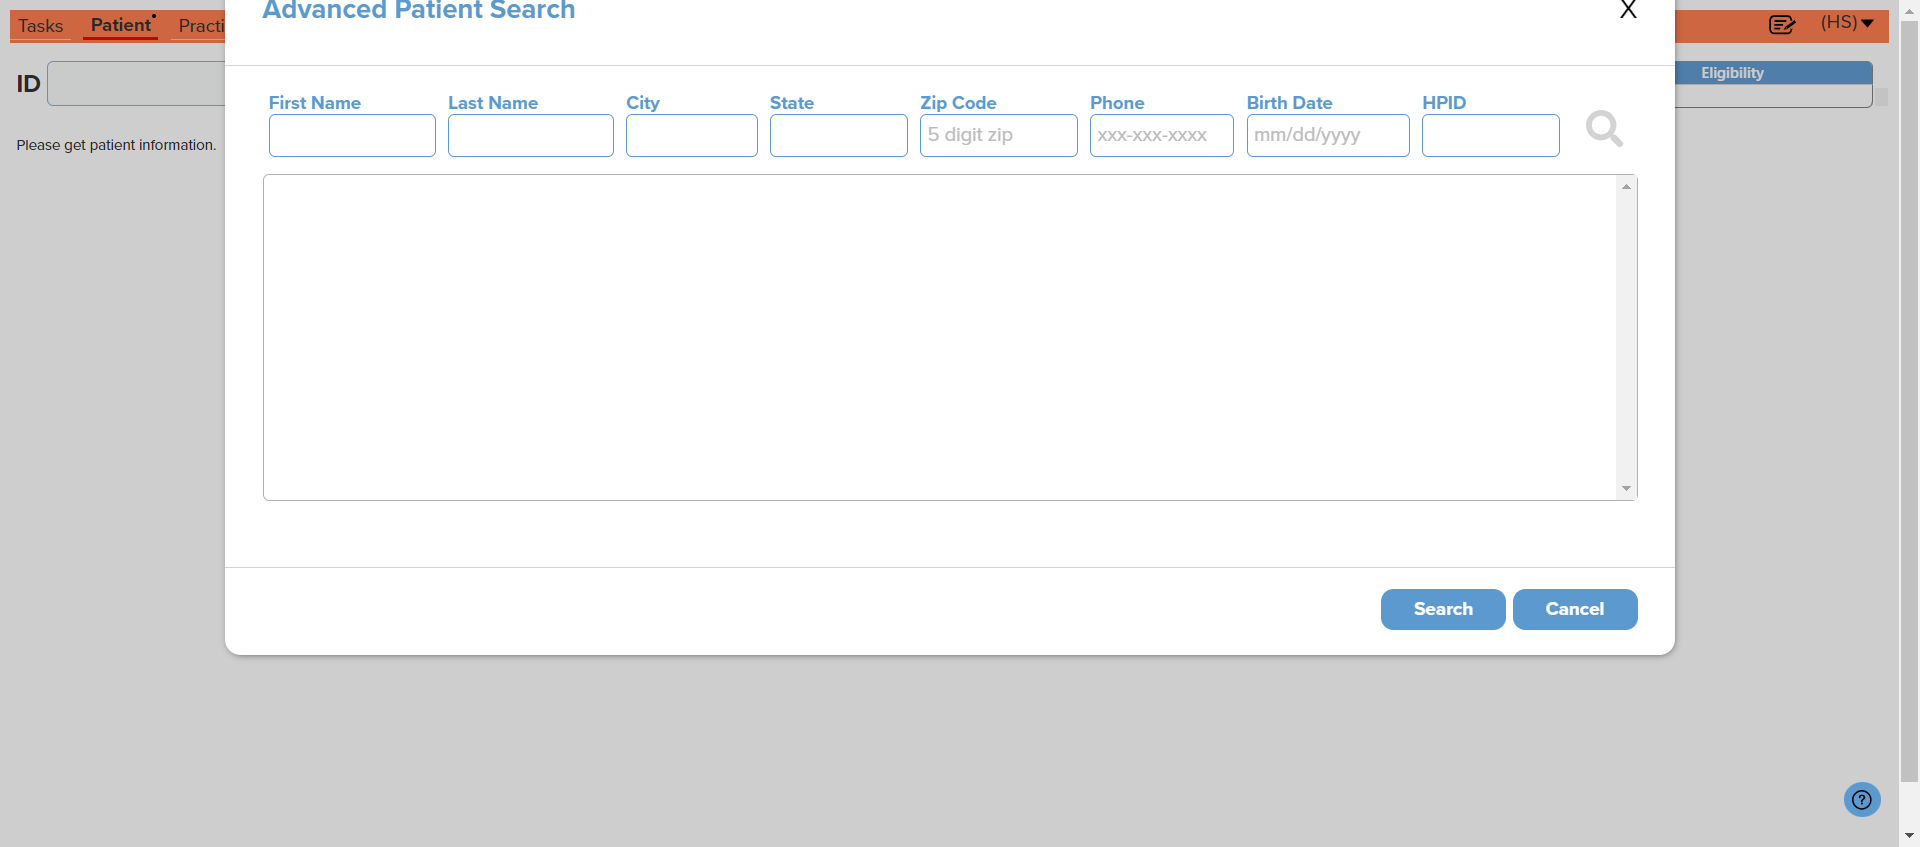 Advanced Patient Search
X
Tasks Patient Practi
(HS)
ID
Eligibility
Please get patient information.
First Name Last Name City State Zip Code Phone Birth Date HPID
5 digit zip xxx-xxx-xxxx mm/dd/yyyy
Search Cancel
?